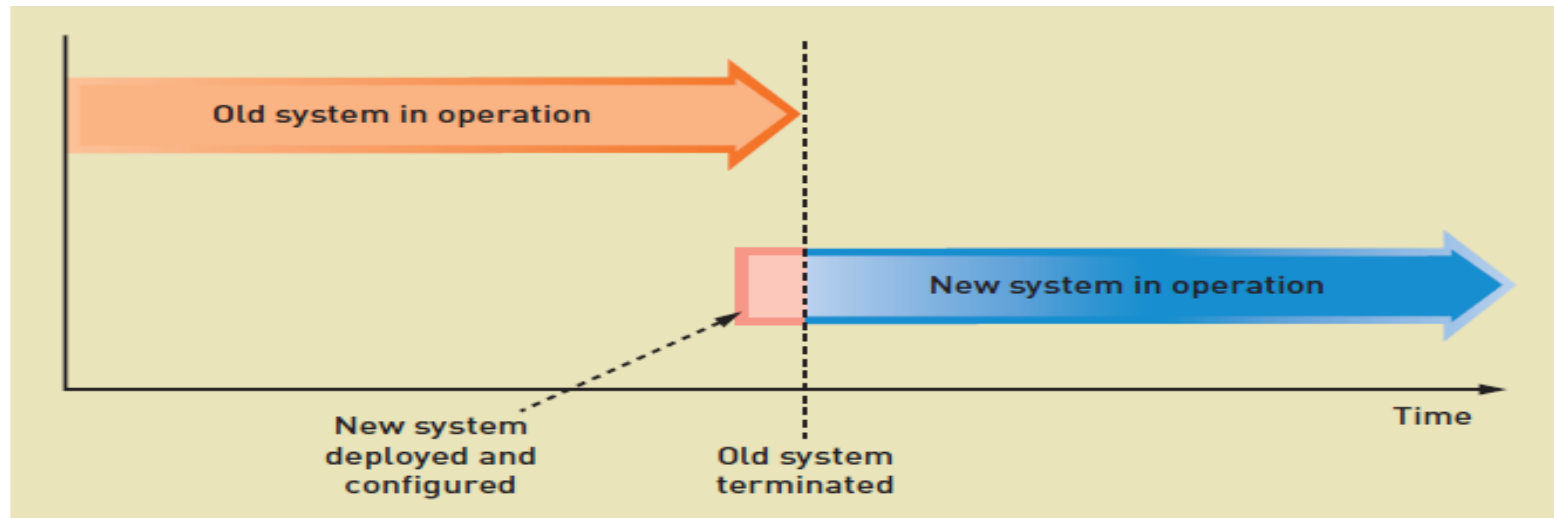 Old system in operation
New system in operation
Time
New system
deployed and
configured
Old system
terminated